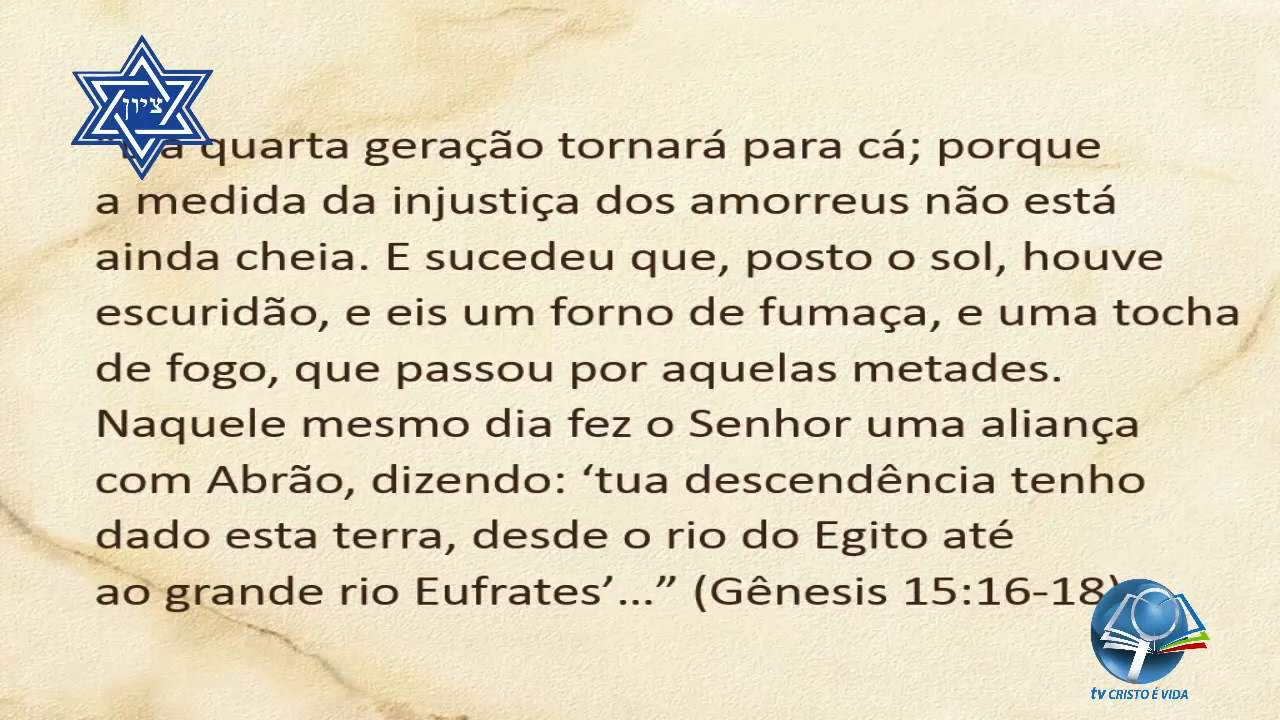 ציון
quarta geração tornará para cá; porque
a medida da injustiça dos amorreus não está
ainda cheia. E sucedeu que, posto o sol, houve
escuridão, e eis um forno de fumaça, e uma tocha
de fogo, que passou por aquelas metades.
Naquele mesmo dia fez o Senhor uma aliança
com Abrão, dizendo: ‘tua descendência tenho
dado esta terra, desde o rio do Egito até
ao grande rio Eufrates’...” (Gênesis 15:16-18)
tv CRISTO É VIDA